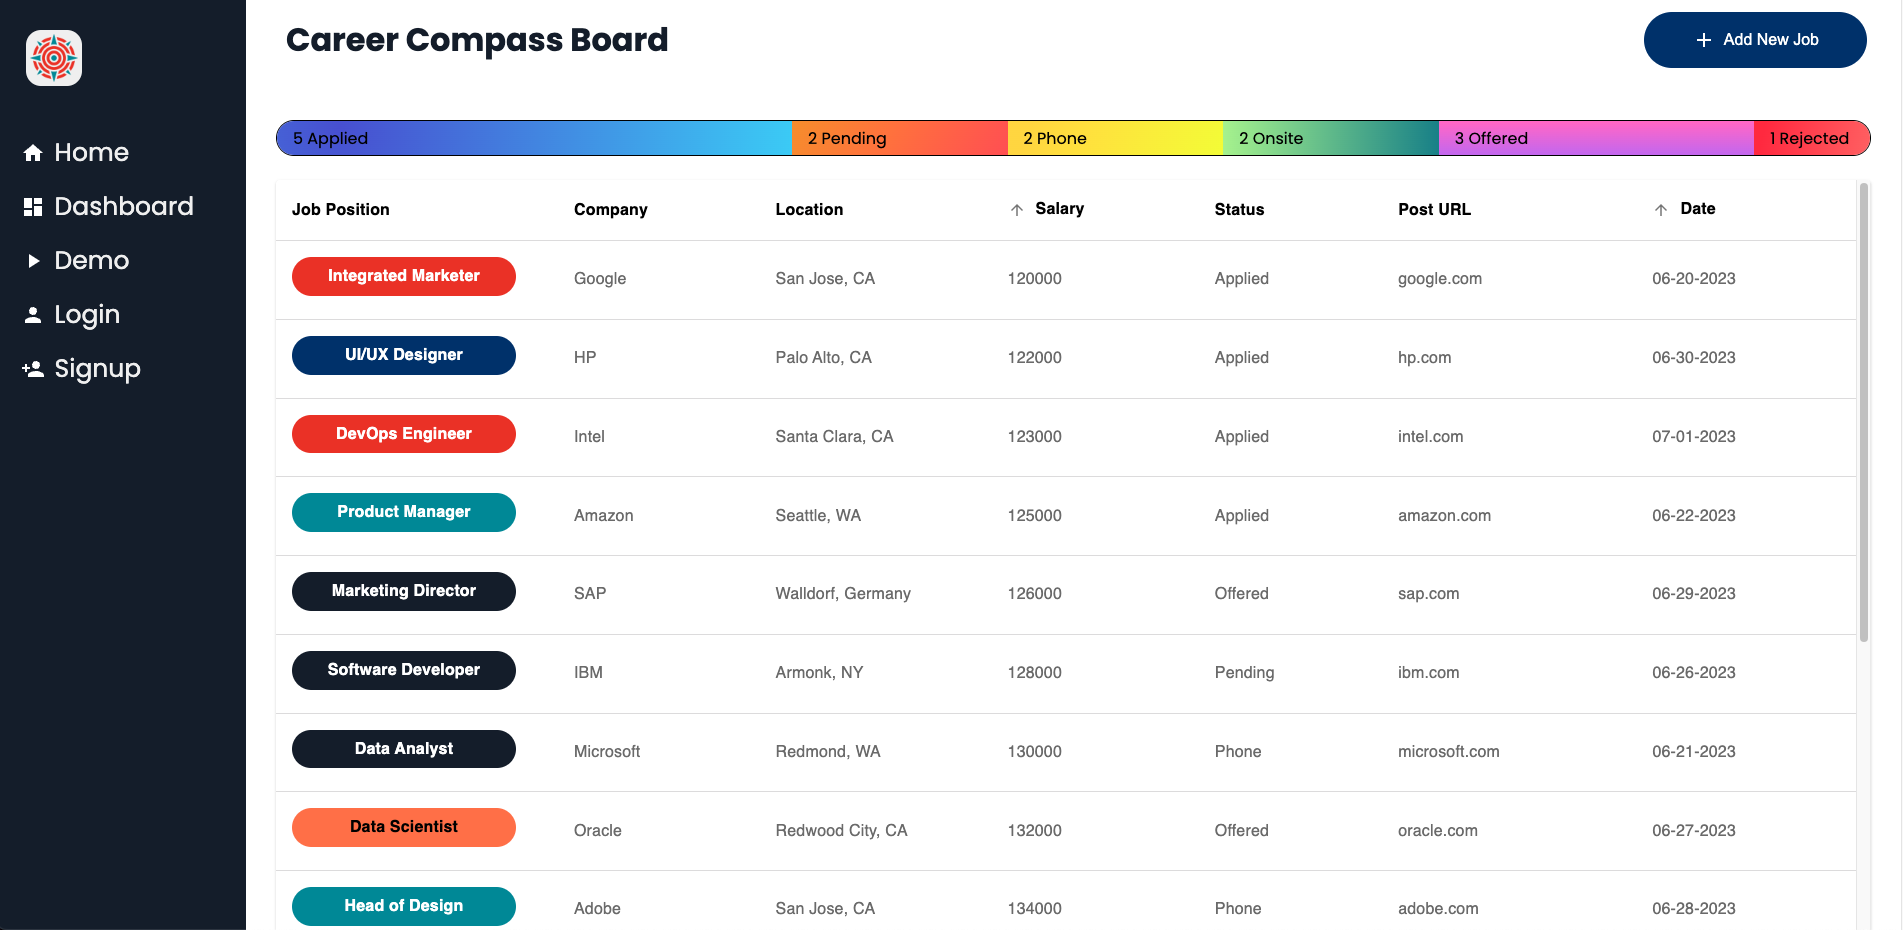 Career Compass Board
Add New Job
Home
Dashboard
Demo
Login
Signup
5 Applied 2 Pending 2 Phone 2 Onsite 3 Offered 1 Rejected
Job Position Company Location Salary Status Post URL Date
Integrated Marketer Google San Jose, CA 120000 Applied google.com 06-20-2023
UI/UX Designer HP Palo Alto, CA 122000 Applied hp.com 06-30-2023
DevOps Engineer Intel Santa Clara, CA 123000 Applied intel.com 07-01-2023
Product Manager Amazon Seattle, WA 125000 Applied amazon.com 06-22-2023
Marketing Director SAP Walldorf, Germany 126000 Offered sap.com 06-29-2023
Software Developer IBM Armonk, NY 128000 Pending ibm.com 06-26-2023
Data Analyst Microsoft Redmond, WA 130000 Phone microsoft.com 06-21-2023
Data Scientist Oracle Redwood City, CA 132000 Offered oracle.com 06-27-2023
Head of Design Adobe San Jose, CA 134000 Phone adobe.com 06-28-2023